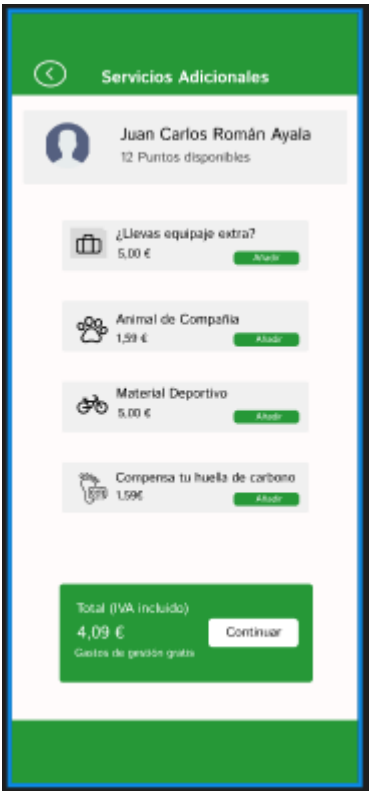 Servicios Adicionales
Juan Carlos Román Ayala
12 Puntos disponibles
¿Llevas equipaje extra?
5,00 €
Añadir
Animal de Compañia
1,59 €
Añadir
Material Deportivo
5,00 €
Añadir
Compensa tu huella de carbono
1,59€
Añadir
Total (IVA incluido)
4,09 €
Continuar
Gastos de gestión gratis